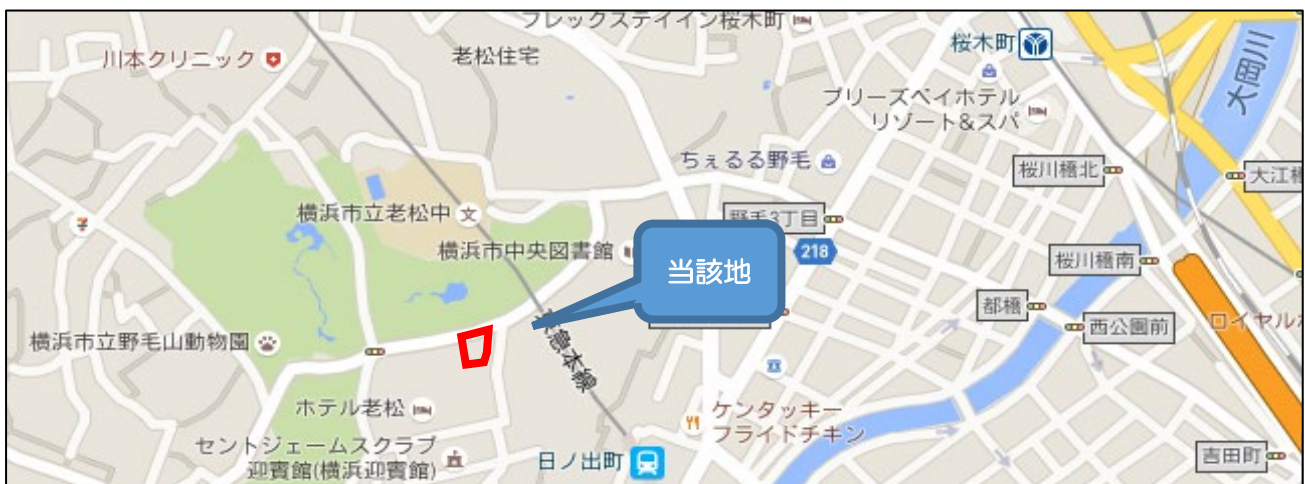 フレックステイイン桜木町
川本クリニック
老松住宅
桜木町
大岡川
ブリーズベイホテル
リゾート&スパ
ちぇるる野毛
桜川橋北
大江橋
横浜市立老松中
文
野毛3丁目
横浜市中央図書館
218
当該地
桜川橋南
都橋
西公園前
横浜市立野毛山動物園
京急本線
ホテル老松
ケンタッキー
フライドチキン
セントジェームスクラブ
迎賓館(横浜迎賓館)
日ノ出町
吉田町